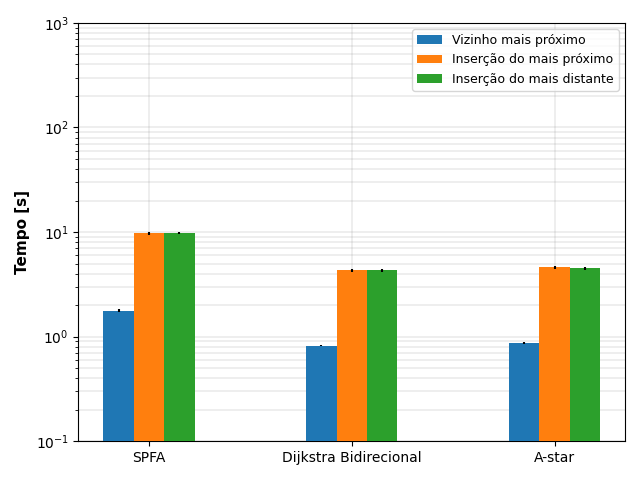 Tempo [s]
10³
10²
10¹
10⁰
10⁻¹
Vizinho mais próximo
Inserção do mais próximo
Inserção do mais distante
SPFA
Dijkstra Bidirecional
A-star